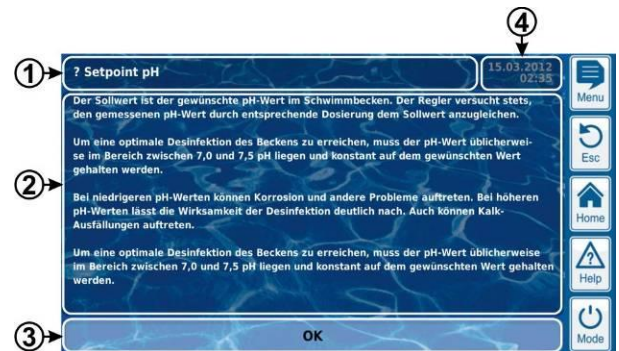 4
1
? Setpoint pH
15.03.2012
02:35
Menu
2
Der Sollwert ist der gewünschte pH-Wert im Schwimmbecken. Der Regler versucht stets,
den gemessenen pH-Wert durch entsprechende Dosierung dem Sollwert anzugleichen.
Um eine optimale Desinfektion des Beckens zu erreichen, muss der pH-Wert üblicherwei-
se im Bereich zwischen 7,0 und 7,5 pH liegen und konstant auf dem gewünschten Wert
gehalten werden.
Bei niedrigeren pH-Werten können Korrosion und andere Probleme auftreten. Bei höheren
pH-Werten lässt die Wirksamkeit der Desinfektion deutlich nach. Auch können Kalk-
Ausfällungen auftreten.
Um eine optimale Desinfektion des Beckens zu erreichen, muss der pH-Wert üblicherweise
im Bereich zwischen 7,0 und 7,5 pH liegen und konstant auf dem gewünschten Wert gehalten
werden.
Esc
Home
Help
3
OK
Mode